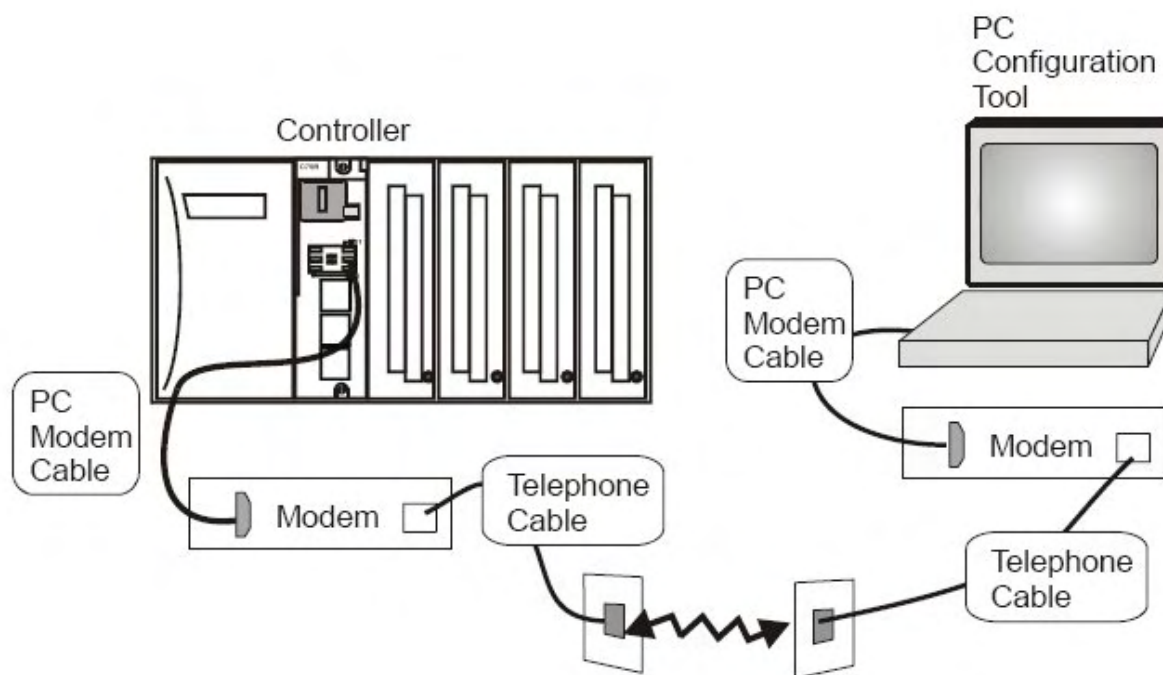 PC
Configuration
Tool
Controller
PC
Modem
Cable
PC
Modem
Cable
Modem
Modem
Telephone
Cable
Telephone
Cable